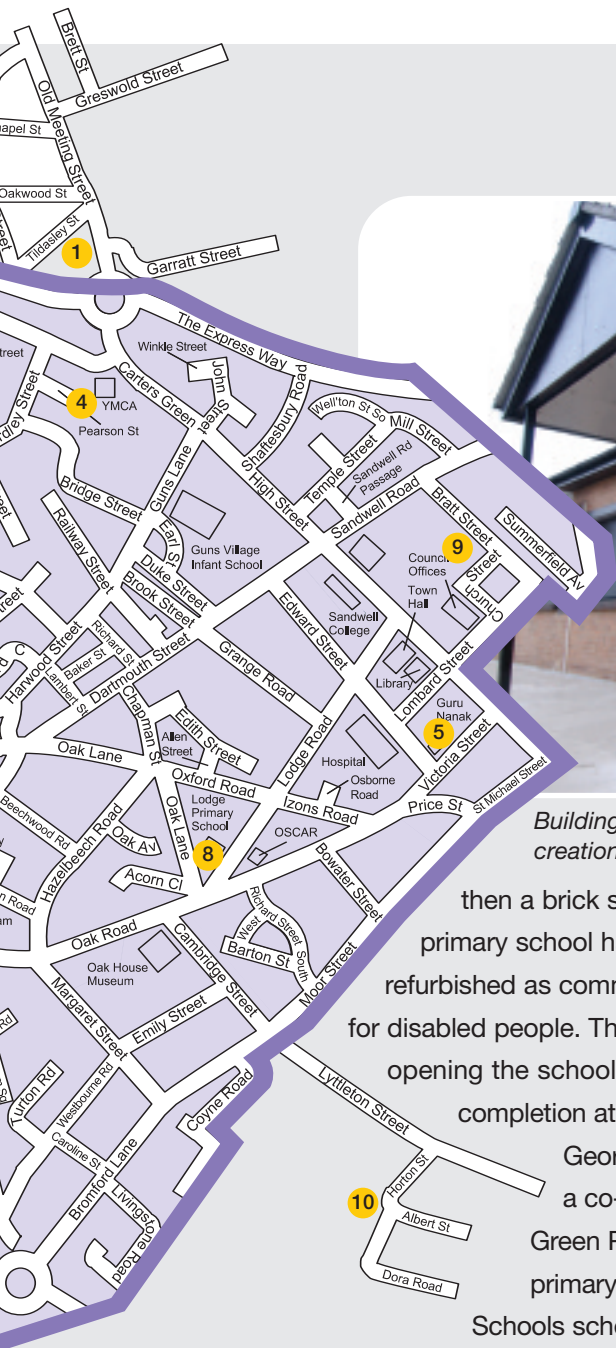 Brett St
Greswold Street
Old Meeting Street
apel St
Oakwood St
Tildasley St
1
Garratt Street
The Express Way
Winkle Street
John Street
Carters Green
treet
4
YMCA
Pearson St
rdley Street
Shaftesbury Road
Well'ton St So
Mill Street
Temple Street
Sandwell Rd
Passage
High Street
Sandwell Road
Bratt Street
Summerfield Av
Guns Lane
Bridge Street
Railway Street
Earl St
Guns Village
Infant School
9
Council
Offices
Church Street
Town
Hall
Duke Street
Brook Street
Edward Street
Sandwell
College
Library
Lombard Street
Guru
Nanak
5
Victoria Street
St Michael Street
Harwood Street
Richard St
Baker St
Lambert St
Dartmouth Street
Grange Road
Chapman St
Edith Street
Allen
Street
Oak Lane
Oxford Road
Lodge Road
Hospital
Osborne
Road
Izons Road
Price St
Lodge
Primary
School
8
OSCAR
Oak Lane
Beechwood Rd
Hazelbeech Road
Oak Av
Acorn Cl
Bowater Street
n Road
am
Oak Road
Richard Street South
West
Barton St
Oak House
Museum
Cambridge Street
Moor Street
Margaret Street
Emily Street
Rd
Turton Rd
Westbourne Rd
Coyne Road
Caroline St
Bromford Lane
Livingstone Road
Lyttleton Street
Horton St
10
Albert St
Dora Road
Building
creation
then a brick s
primary school h
refurbished as comm
for disabled people. Th
opening the school
completion at
Geor
a co-
Green P
primary
Schools scho